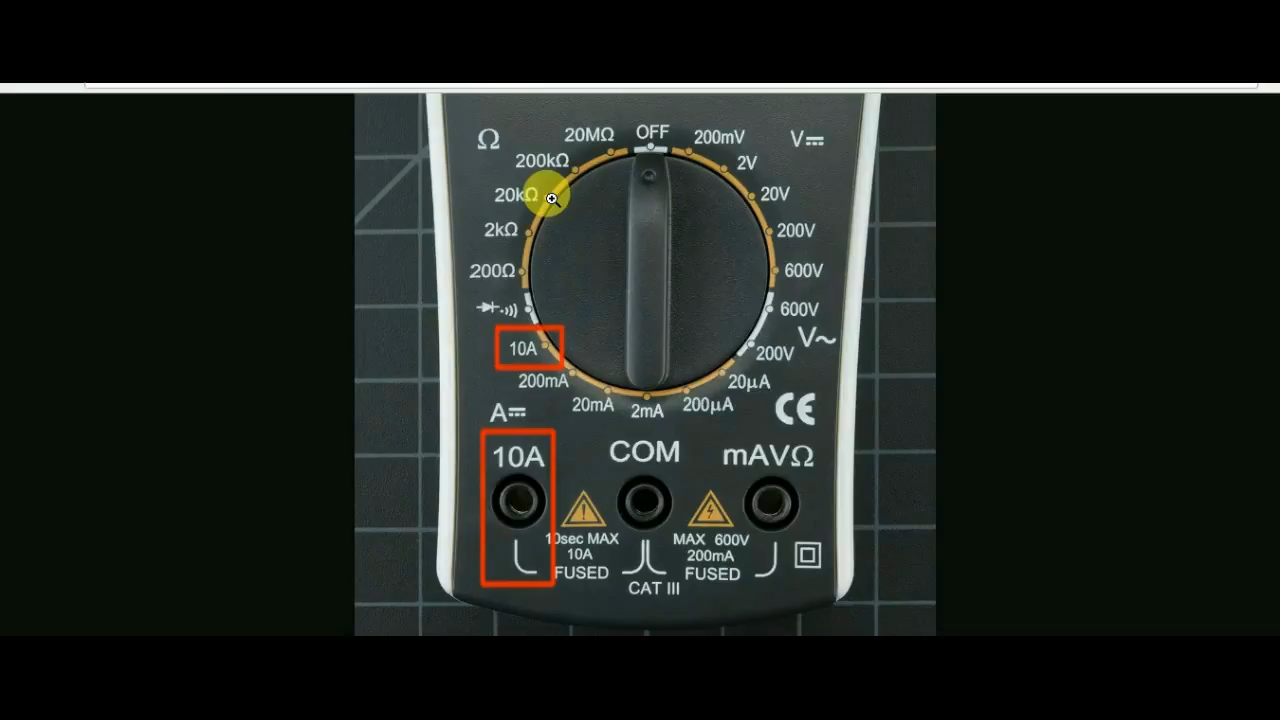 Ω 20MΩ OFF 200mV V⎓
200kΩ 2V
20kΩ 20V
2kΩ 200V
200Ω 600V
600V
10A 200V V~
200mA 20µA
20mA 2mA 200µA
A⎓ CE
10A COM mAVΩ
10sec MAX MAX 600V
10A 200mA
FUSED FUSED
CAT III